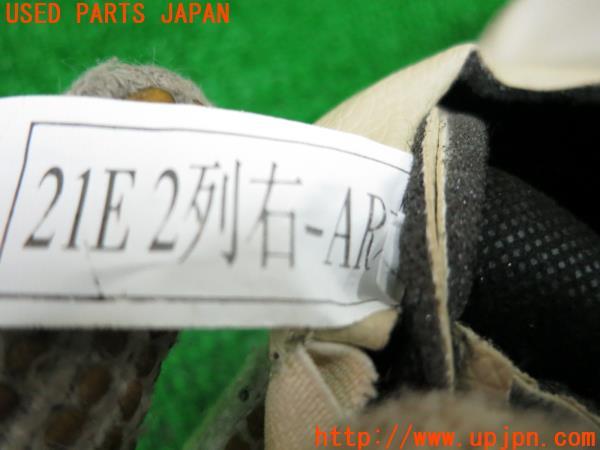 USED PARTS JAPAN
21E 2列右-AR-
http://www.upjpn.com